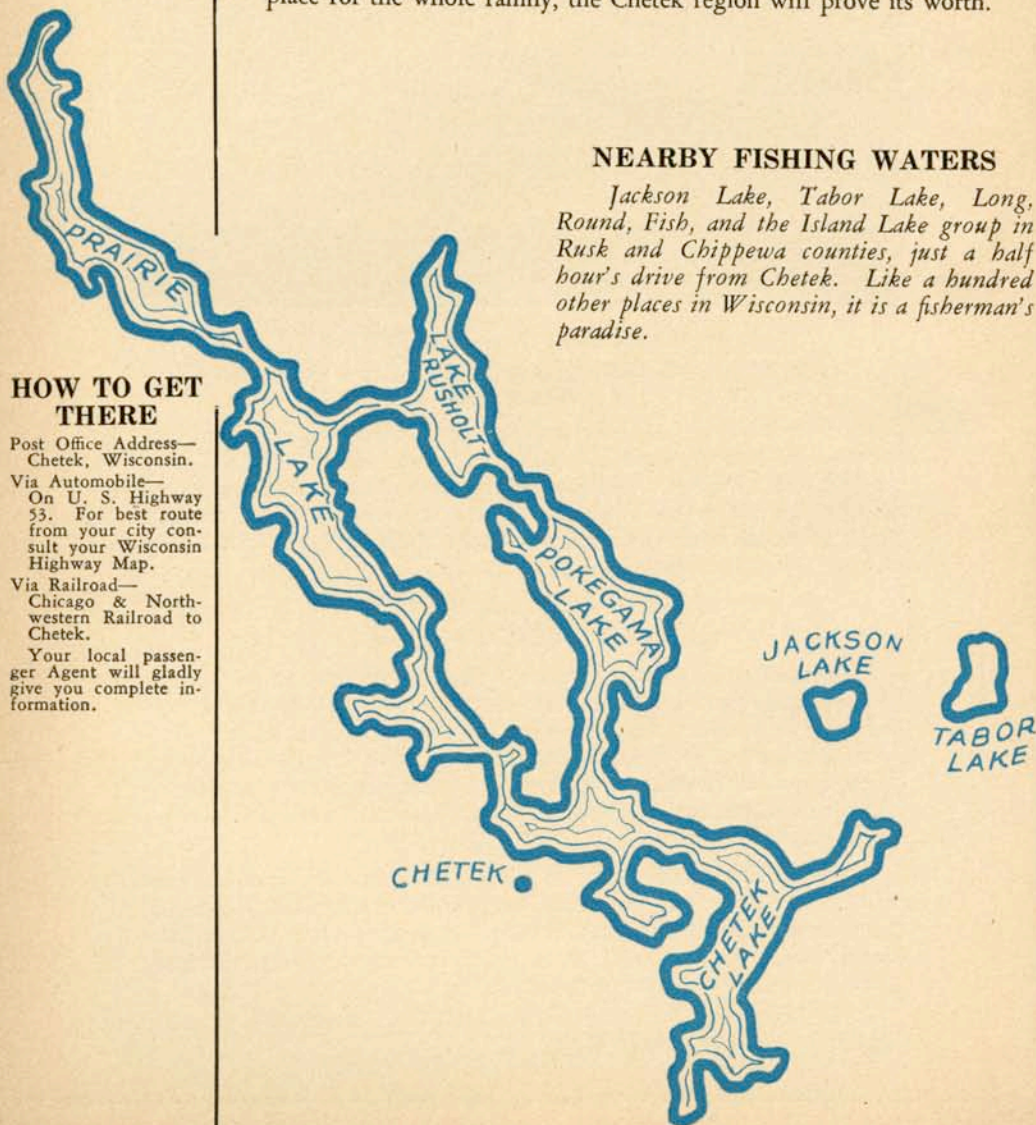 place for the whole family, the Chetek region will prove its worth.
NEARBY FISHING WATERS
Jackson Lake, Tabor Lake, Long,
Round, Fish, and the Island Lake group in
Rusk and Chippewa counties, just a half
hour's drive from Chetek. Like a hundred
other places in Wisconsin, it is a fisherman's
paradise.
HOW TO GET
THERE
Post Office Address—
Chetek, Wisconsin.
Via Automobile—
On U. S. Highway
53. For best route
from your city con-
sult your Wisconsin
Highway Map.
Via Railroad—
Chicago & North-
western Railroad to
Chetek.
Your local passen-
ger Agent will gladly
give you complete in-
formation.
PRAIRIE
LAKE
LAKE
RUSHOLT
POKEGAMA
LAKE
JACKSON
LAKE
TABOR
LAKE
CHETEK
CHETEK
LAKE